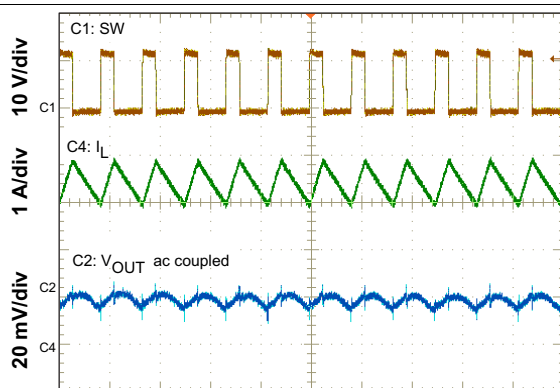 C1: SW
10 V/div
C1
C4: IL
1 A/div
C2: VOUT ac coupled
C2
20 mV/div
C4